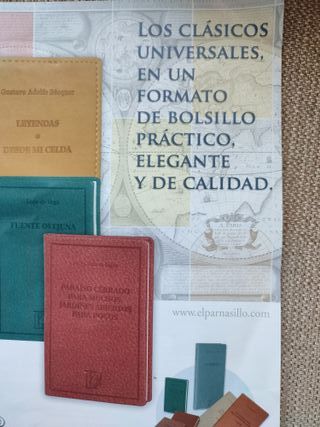 LOS CLÁSICOS
UNIVERSALES,
EN UN
FORMATO
DE BOLSILLO
PRÁCTICO,
ELEGANTE
Y DE CALIDAD.
Gustavo Adolfo Bécquer
LEYENDAS
DESDE MI CELDA
Lope de Vega
FUENTE OVEJUNA
PARAÍSO CERRADO
PARA MUCHOS,
JARDINES ABIERTOS
PARA POCOS
A PARIS
www.elparnasillo.com